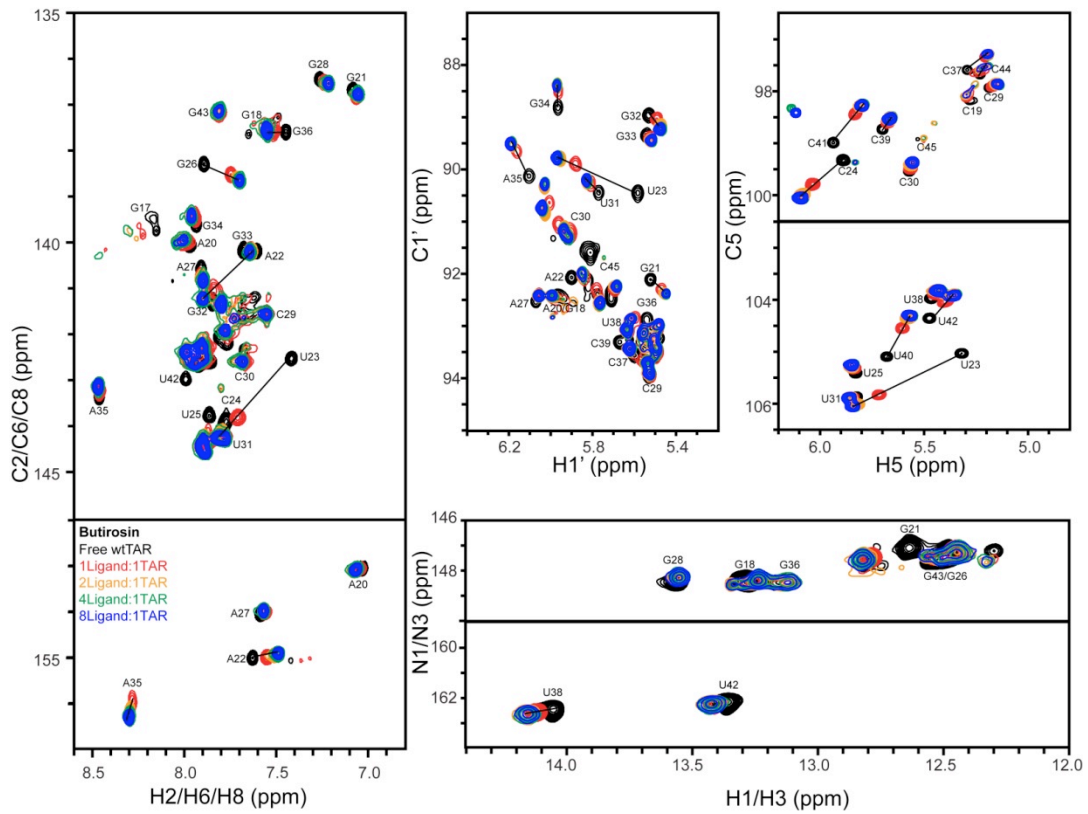 135
140
145
155
C2/C6/C8 (ppm)
G28
G21
G43
G18
G36
G26
G17
G34
A20
G33
A22
A27
G32
C29
C30
U23
U42
A35
U25
C24
U31
Butirosin
Free wtTAR
1Ligand:1TAR
2Ligand:1TAR
4Ligand:1TAR
8Ligand:1TAR
A20
A27
A22
A35
8.5
8.0
7.5
7.0
H2/H6/H8 (ppm)
88
90
92
94
C1' (ppm)
G34
G32
G33
A35
U31
U23
C30
C45
A22
G21
A27
A20
G18
G36
U38
C39
C37
C29
6.2
5.8
5.4
H1' (ppm)
98
100
104
106
C5 (ppm)
C37
C44
C29
C19
C41
C39
C45
C24
C30
U38
U42
U40
U25
U23
U31
6.0
5.5
5.0
H5 (ppm)
146
148
160
162
N1/N3 (ppm)
G28
G18
G36
G21
G43/G26
U38
U42
14.0
13.5
13.0
12.5
12.0
H1/H3 (ppm)